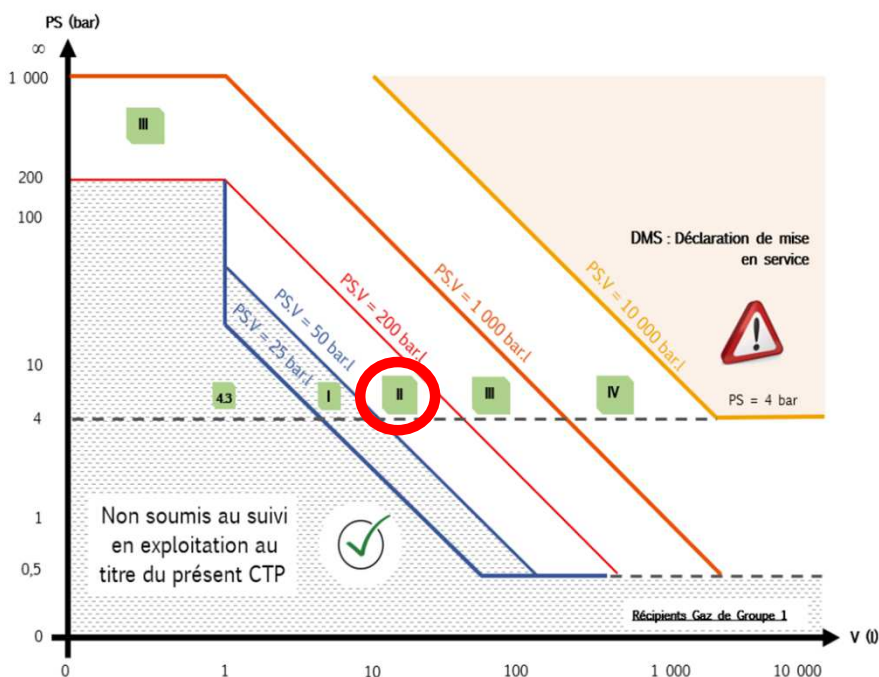 PS (bar)
∞
1 000
III
200
100
DMS : Déclaration de mise
en service
PS.V = 10 000 bar.l
PS.V = 1 000 bar.l
PS.V = 200 bar.l
PS.V = 50 bar.l
PS.V = 25 bar.l
10
4.3
I
II
III
IV
PS = 4 bar
4
1
Non soumis au suivi
en exploitation au
titre du présent CTP
0,5
Récipients Gaz de Groupe 1
0
V (l)
0
1
10
100
1 000
10 000